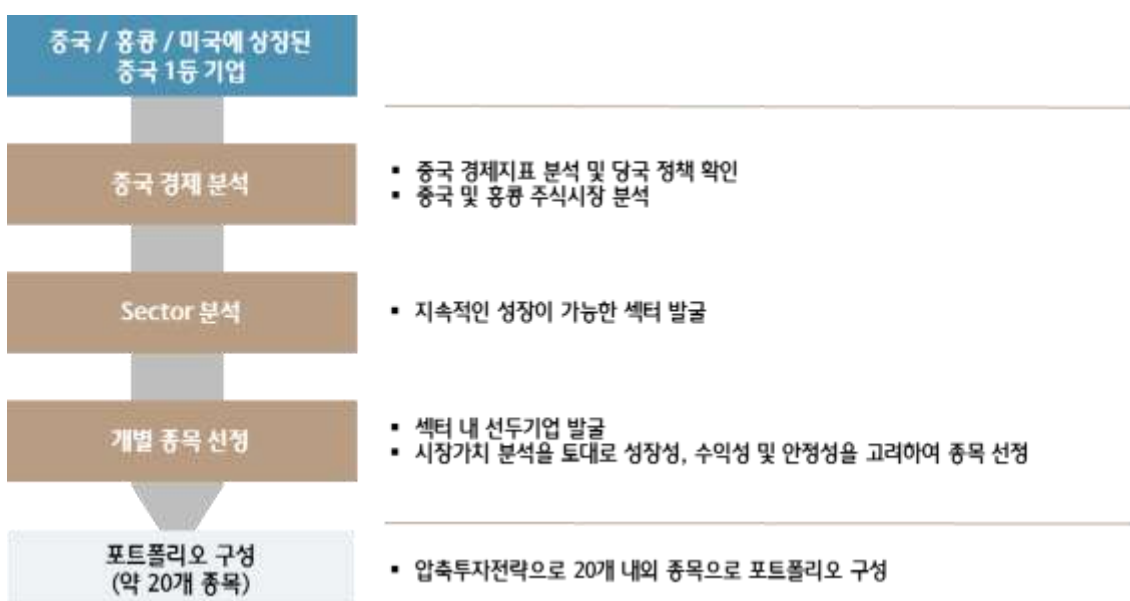 중국 / 홍콩 / 미국에 상장된
중국 1등 기업
중국 경제 분석
▪ 중국 경제지표 분석 및 당국 정책 확인
▪ 중국 및 홍콩 주식시장 분석
Sector 분석
▪ 지속적인 성장이 가능한 섹터 발굴
개별 종목 선정
▪ 섹터 내 선두기업 발굴
▪ 시장가치 분석을 토대로 성장성, 수익성 및 안정성을 고려하여 종목 선정
포트폴리오 구성
(약 20개 종목)
▪ 압축투자전략으로 20개 내외 종목으로 포트폴리오 구성